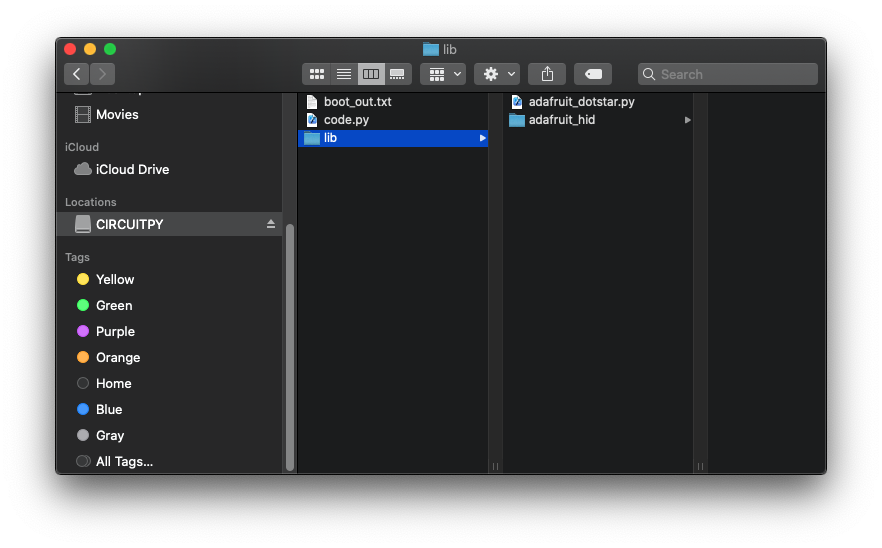 lib
Search
Movies
iCloud
iCloud Drive
Locations
CIRCUITPY
Tags
Yellow
Green
Purple
Orange
Home
Blue
Gray
All Tags...
boot_out.txt
code.py
lib
adafruit_dotstar.py
adafruit_hid